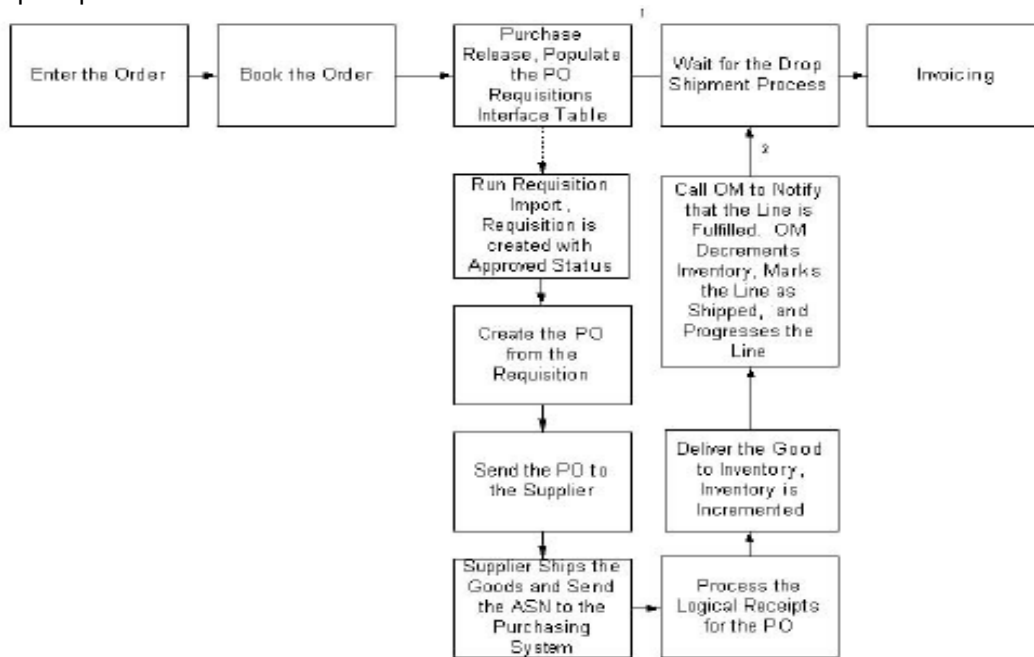 Enter the Order
Book the Order
Purchase
Release, Populate
the PO
Requisitions
Interface Table
1
Wait for the Drop
Shipment Process
Invoicing
2
Run Requisition
Import,
Requisition is
created with
Approved Status
Call OM to Notify
that the Line is
Fulfilled. OM
Decrements
Inventory, Marks
the Line as
Shipped, and
Progresses the
Line
Create the PO
from the
Requisition
Send the PO to
the Supplier
Deliver the Good
to Inventory,
Inventory is
Incremented
Supplier Ships the
Goods and Send
the ASN to the
Purchasing
System
Process the
Logical Receipts
for the PO